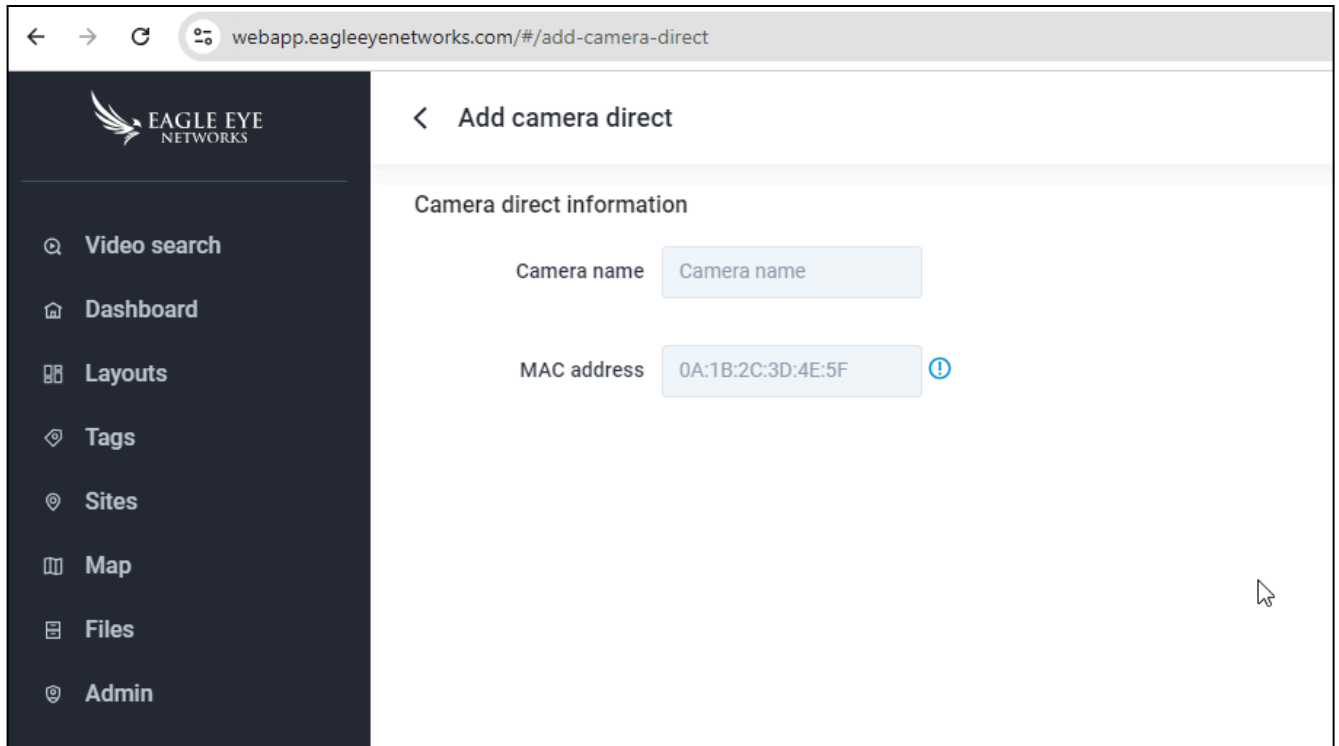 webapp.eagleeyenetworks.com/#/add-camera-direct
EAGLE EYE
NETWORKS
Add camera direct
Camera direct information
Video search
Camera name Camera name
Dashboard
MAC address 0A:1B:2C:3D:4E:5F
Layouts
Tags
Sites
Map
Files
Admin